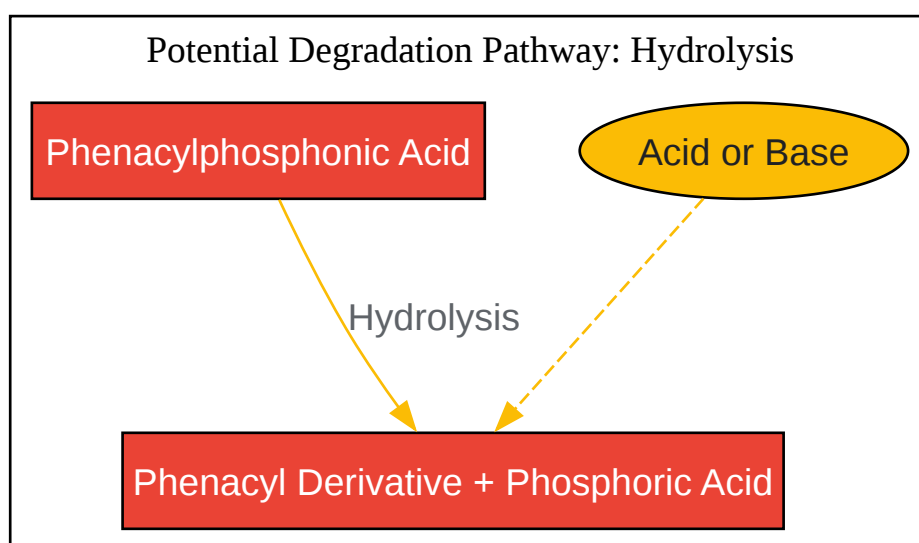 Potential Degradation Pathway: Hydrolysis
Phenacylphosphonic Acid
Acid or Base
Hydrolysis
Phenacyl Derivative + Phosphoric Acid